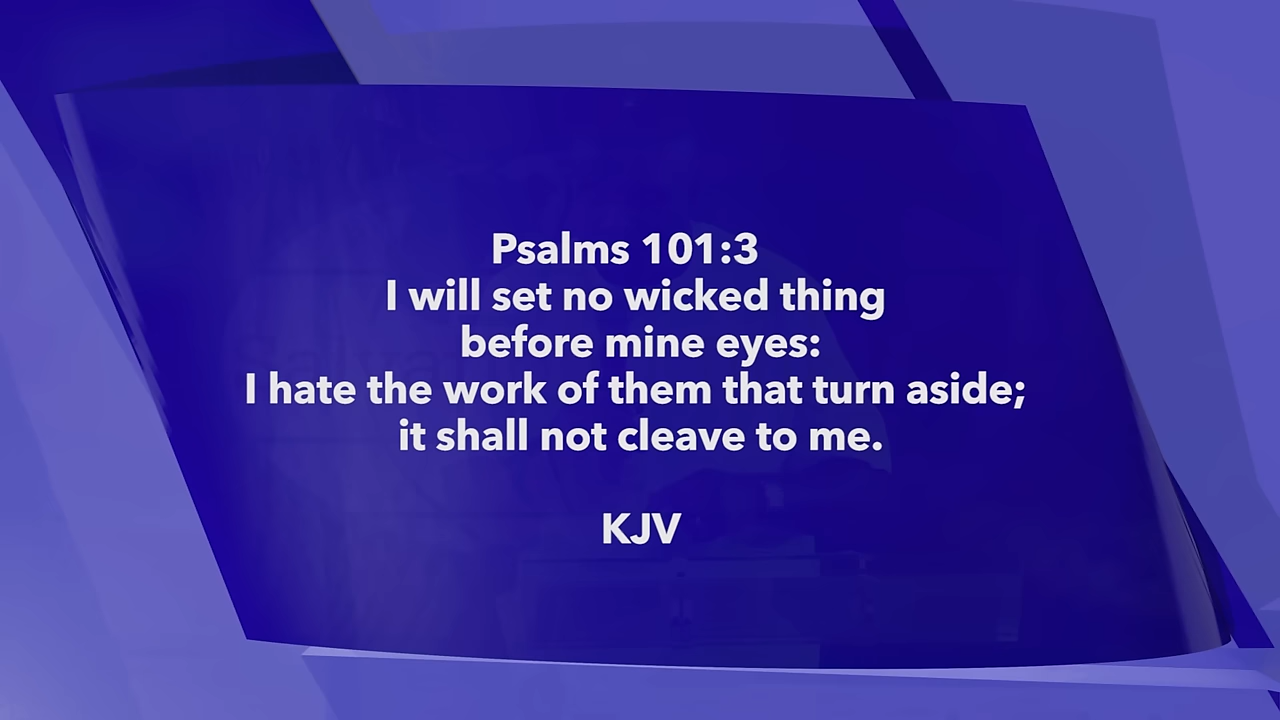 Psalms 101:3
I will set no wicked thing
before mine eyes:
I hate the work of them that turn aside;
it shall not cleave to me.
KJV